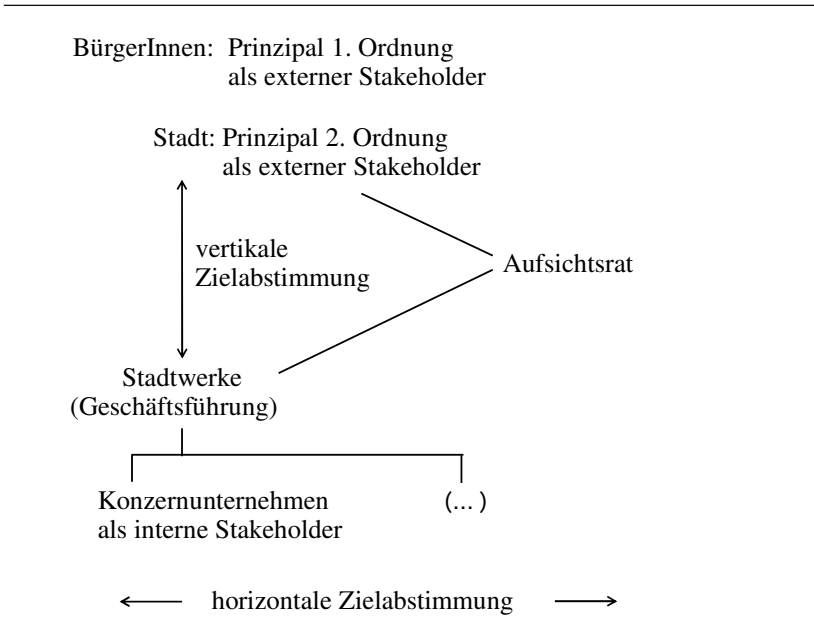 BürgerInnen: Prinzipal 1. Ordnung
als externer Stakeholder
Stadt: Prinzipal 2. Ordnung
als externer Stakeholder
vertikale
Zielabstimmung
Aufsichtsrat
Stadtwerke
(Geschäftsführung)
Konzernunternehmen
als interne Stakeholder
(...)
horizontale Zielabstimmung